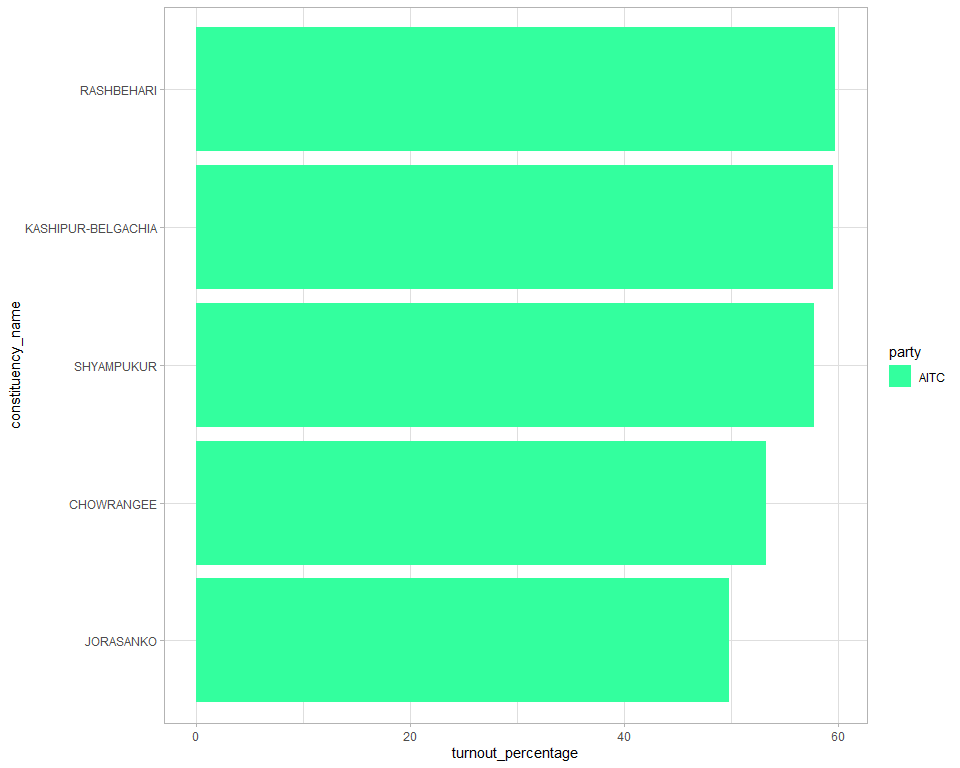 RASHBEHARI
KASHIPUR-BELGACHIA
SHYAMPUKUR
CHOWRANGEE
JORASANKO
constituency_name
0 20 40 60
turnout_percentage
party
AITC